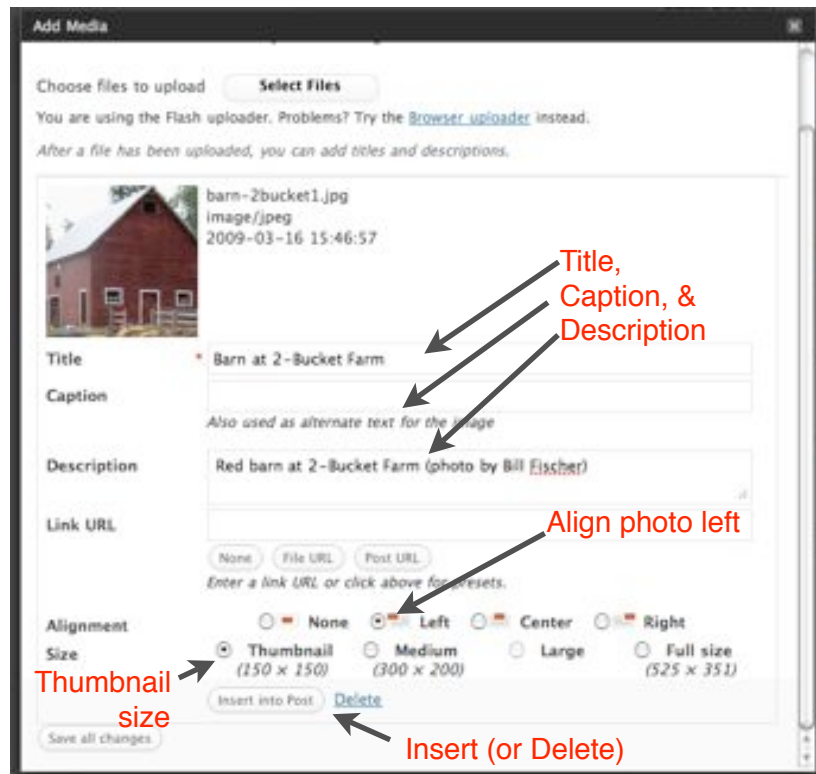 Add Media
Choose files to upload Select Files
You are using the Flash uploader. Problems? Try the Browser uploader instead.
After a file has been uploaded, you can add titles and descriptions.
barn-2bucket1.jpg
image/jpeg
2009-03-16 15:46:57
Title,
Caption, &
Description
Title * Barn at 2-Bucket Farm
Caption
Also used as alternate text for the image
Description Red barn at 2-Bucket Farm (photo by Bill Fischer)
Link URL
Align photo left
None File URL Post URL
Enter a link URL or click above for presets.
Alignment None Left Center Right
Size Thumbnail Medium Large Full size
(150 × 150) (300 × 200) (525 × 351)
Thumbnail
size
Insert into Post Delete
Save all changes
Insert (or Delete)